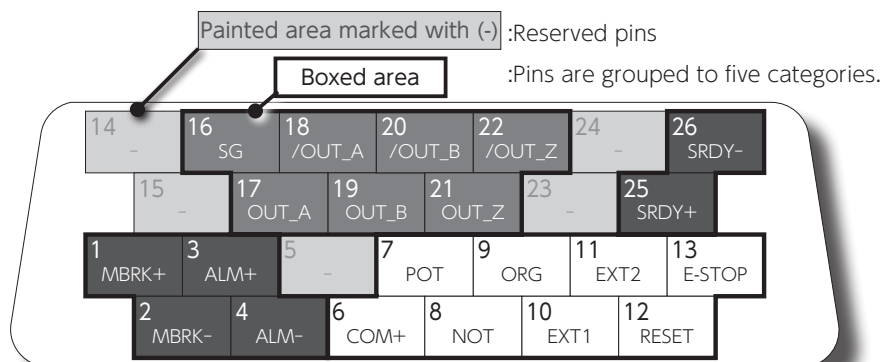 Painted area marked with (-) :Reserved pins
Boxed area :Pins are grouped to five categories.
14 16 18 20 22 24 26
- SG /OUT_A /OUT_B /OUT_Z - SRDY-
15 17 19 21 23 25
- OUT_A OUT_B OUT_Z - SRDY+
1 3 5 7 9 11 13
MBRK+ ALM+ - POT ORG EXT2 E-STOP
2 4 6 8 10 12
MBRK- ALM- COM+ NOT EXT1 RESET